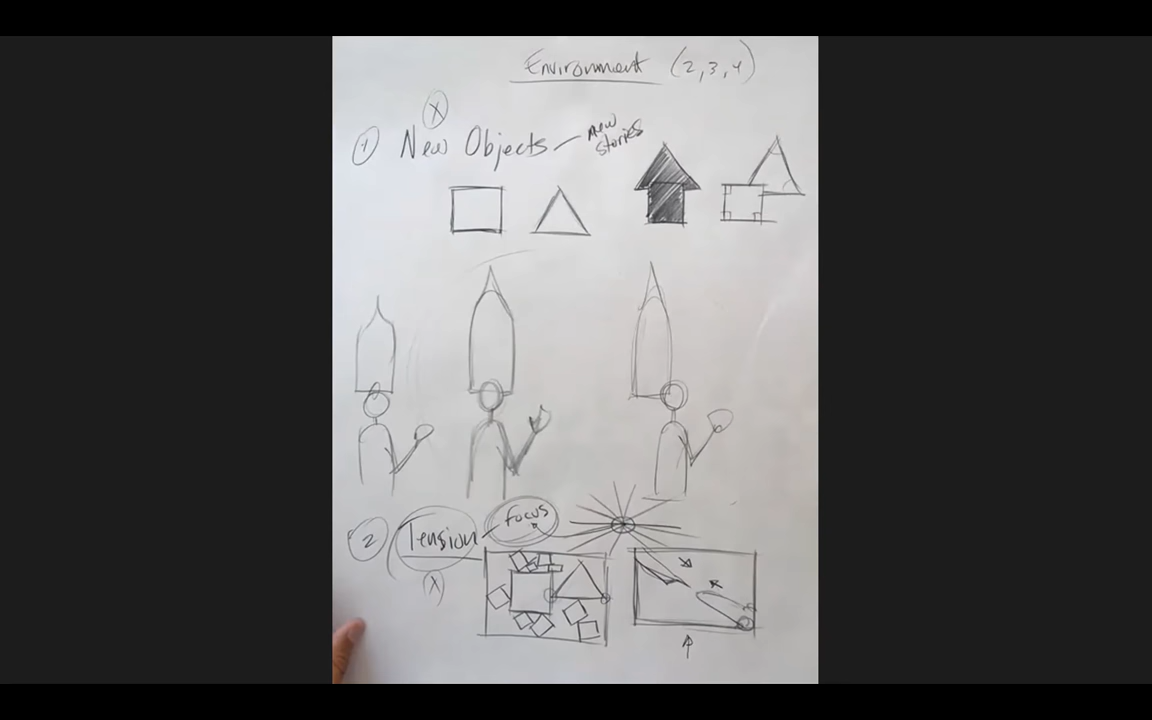 Environment (2,3,4)
X
1 New Objects - new stories
2 Tension - focus
X